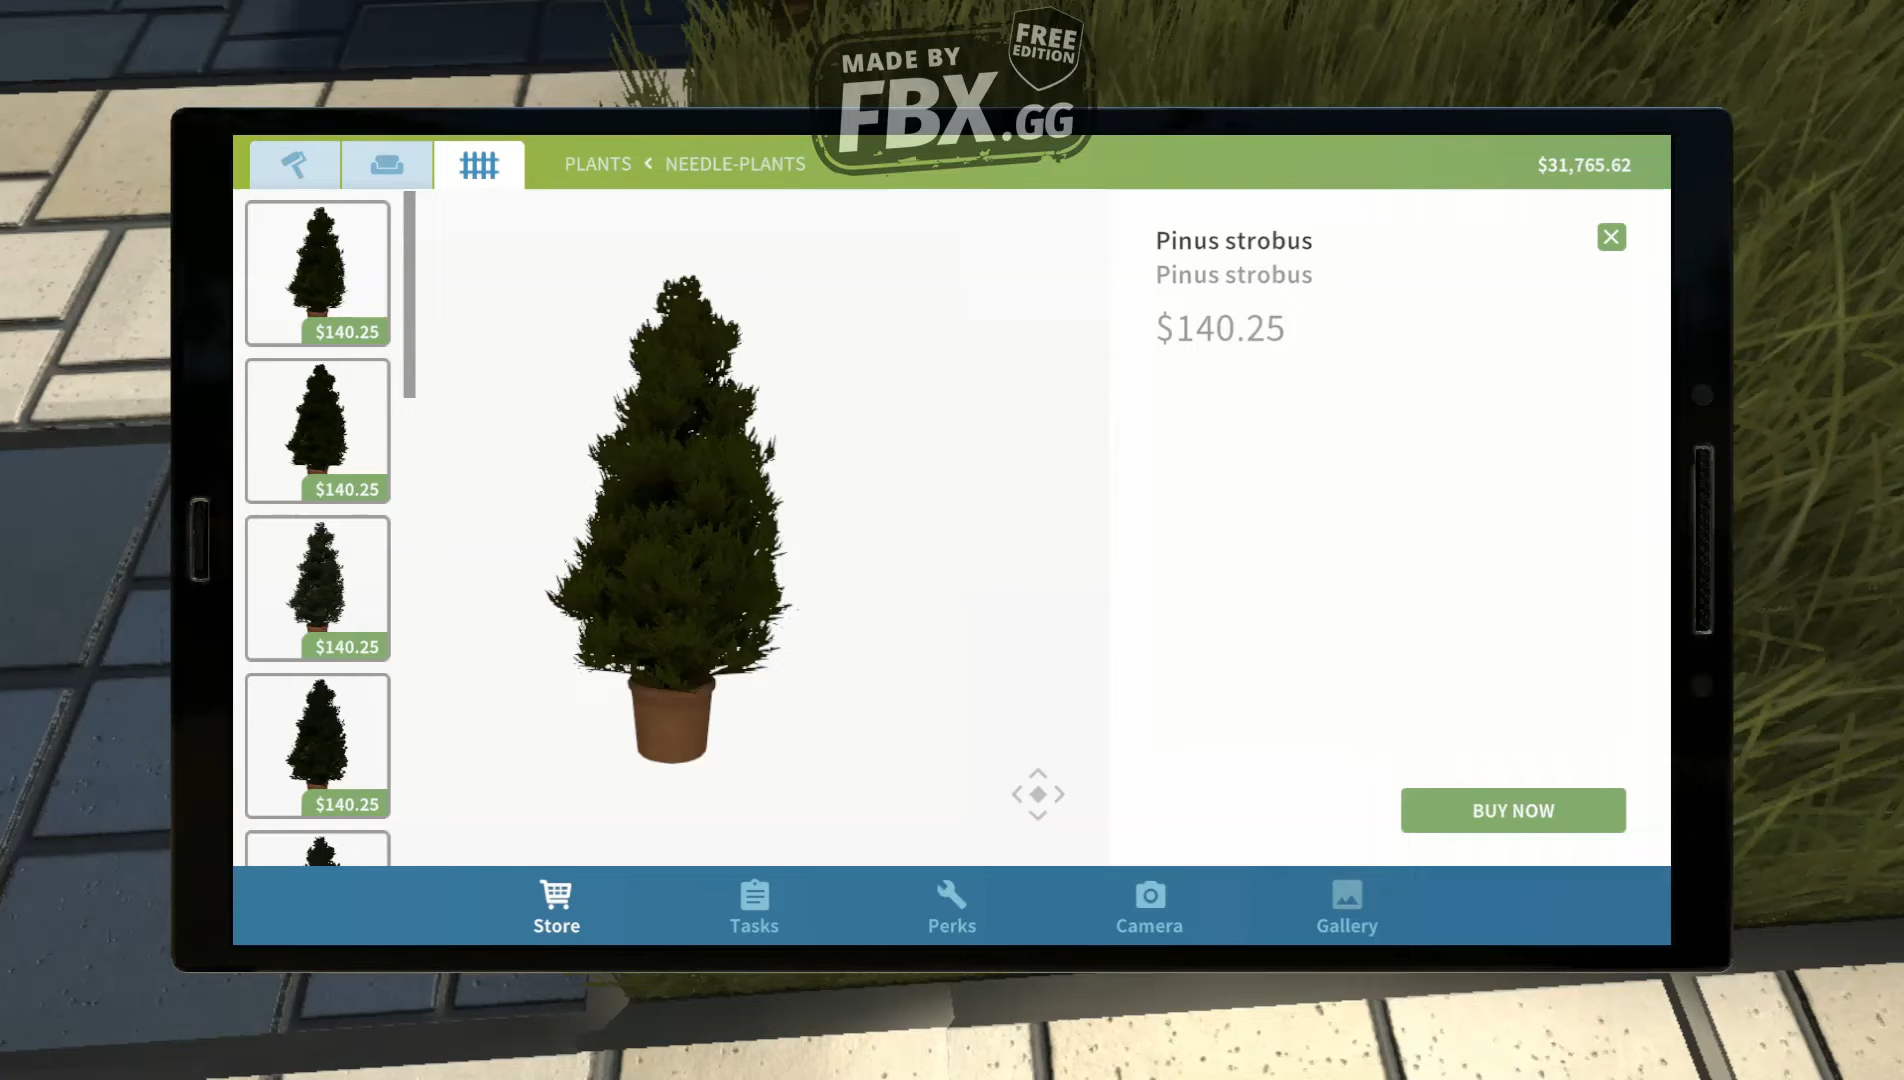 MADE BY
FREE
EDITION
FBX.GG
PLANTS < NEEDLE-PLANTS
$31,765.62
$140.25
$140.25
$140.25
$140.25
Pinus strobus
Pinus strobus
$140.25
BUY NOW
Store
Tasks
Perks
Camera
Gallery